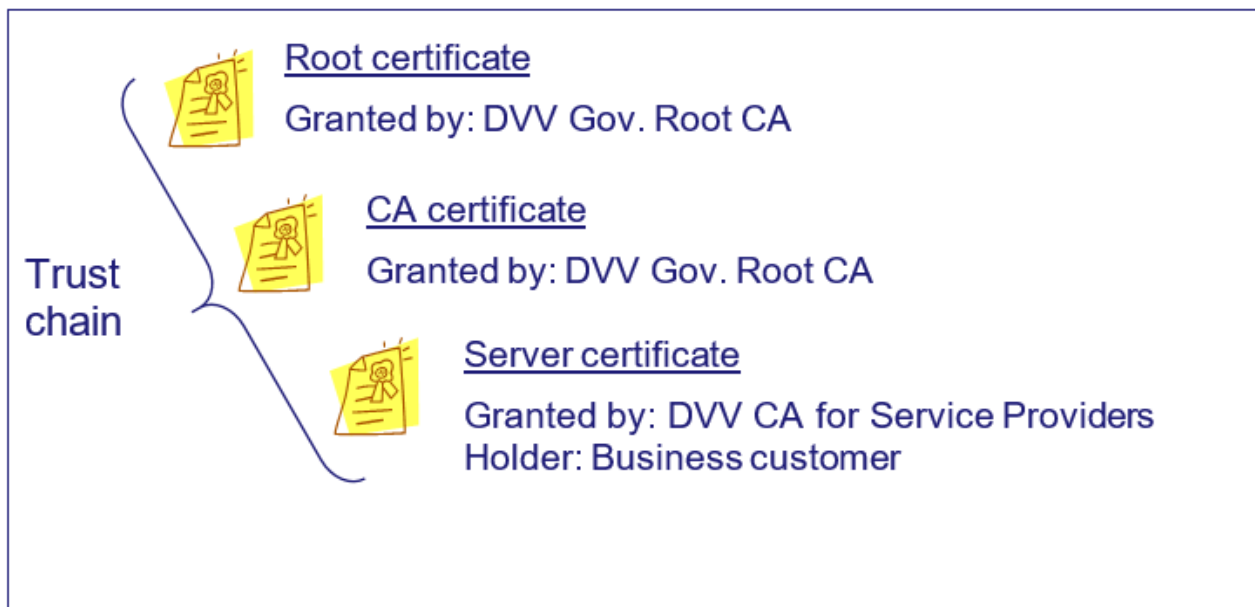 Root certificate
Granted by: DVV Gov. Root CA
CA certificate
Granted by: DVV Gov. Root CA
Trust
chain
Server certificate
Granted by: DVV CA for Service Providers
Holder: Business customer